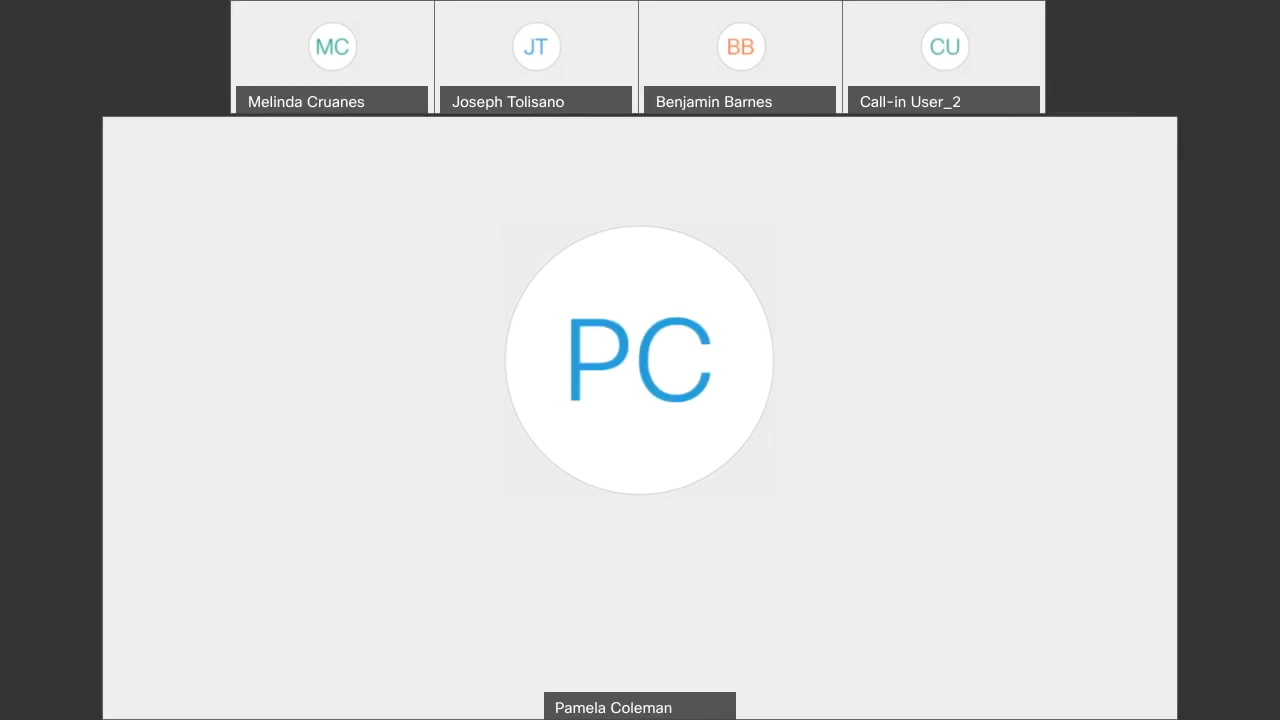 MC
JT
BB
CU
Melinda Cruanes
Joseph Tolisano
Benjamin Barnes
Call-in User_2
PC
Pamela Coleman